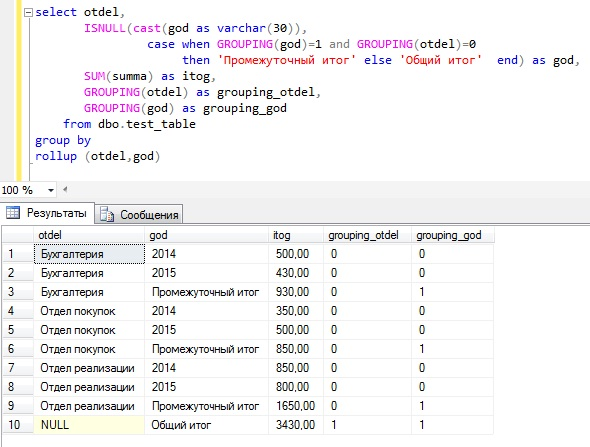 select otdel,
ISNULL(cast(god as varchar(30)),
case when GROUPING(god)=1 and GROUPING(otdel)=0
then 'Промежуточный итог' else 'Общий итог'  end) as god,
SUM(summa) as itog,
GROUPING(otdel) as grouping_otdel,
GROUPING(god) as grouping_god
from dbo.test_table
group by
rollup (otdel,god)
100 %
Результаты Сообщения
otdel god itog grouping_otdel grouping_god
1 Бухгалтерия 2014 500,00 0 0
2 Бухгалтерия 2015 430,00 0 0
3 Бухгалтерия Промежуточный итог 930,00 0 1
4 Отдел покупок 2014 350,00 0 0
5 Отдел покупок 2015 500,00 0 0
6 Отдел покупок Промежуточный итог 850,00 0 1
7 Отдел реализации 2014 850,00 0 0
8 Отдел реализации 2015 800,00 0 0
9 Отдел реализации Промежуточный итог 1650,00 0 1
10 NULL Общий итог 3430,00 1 1